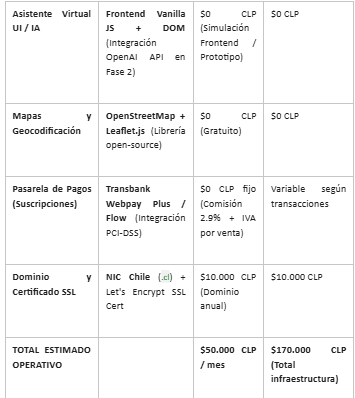 Asistente Virtual
UI / IA
Frontend Vanilla
JS + DOM
(Integración
OpenAI API en
Fase 2)
$0 CLP
(Simulación
Frontend /
Prototipo)
$0 CLP
Mapas y
Geocodificación
OpenStreetMap +
Leaflet.js (Librería
open-source)
$0 CLP
(Gratuito)
$0 CLP
Pasarela de Pagos
(Suscripciones)
Transbank
Webpay Plus /
Flow (Integración
PCI-DSS)
$0 CLP fijo
(Comisión
2.9% + IVA
por venta)
Variable según
transacciones
Dominio y
Certificado SSL
NIC Chile (.cl) +
Let's Encrypt SSL
Cert
$10.000 CLP
(Dominio
anual)
$10.000 CLP
TOTAL ESTIMADO
OPERATIVO
$50.000 CLP
/ mes
$170.000 CLP
(Total
infraestructura)